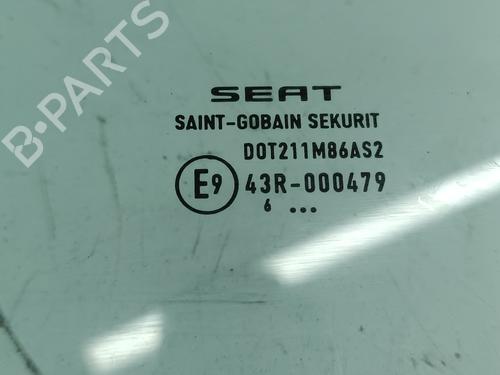 B-PARTS
SEAT
SAINT-GOBAIN SEKURIT
DOT211M86AS2
E9 43R-000479
6 ...